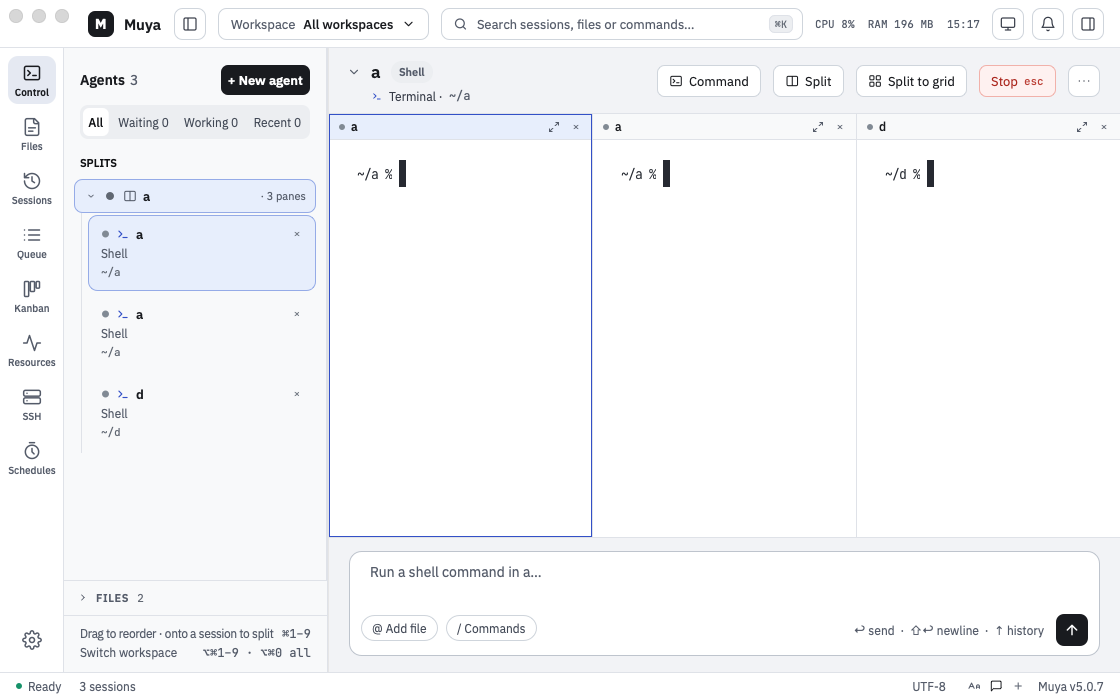 M Muya Workspace All workspaces Search sessions, files or commands... ⌘K CPU 8% RAM 196 MB 15:17
Control
Files
Sessions
Queue
Kanban
Resources
SSH
Schedules
Agents 3 + New agent
All Waiting 0 Working 0 Recent 0
SPLITS
a · 3 panes
a ×
Shell
~/a
a ×
Shell
~/a
d ×
Shell
~/d
FILES 2
Drag to reorder · onto a session to split ⌘1–9
Switch workspace ⌥⌘1–9 · ⌥⌘0 all
a Shell
Terminal · ~/a
Command Split Split to grid Stop esc ...
a ×
~/a %
a ×
~/a %
d ×
~/d %
Run a shell command in a...
@ Add file / Commands
↩ send · ⇧↩ newline · ↑ history
Ready 3 sessions UTF-8 Aa + Muya v5.0.7